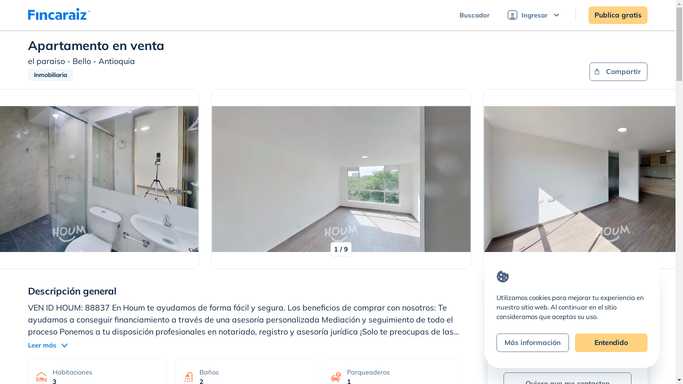 Fincaraiz
Buscador
Ingresar
Publica gratis
Apartamento en venta
el paraiso - Bello - Antioquia
Inmobiliaria
Compartir
HOUM
HOUM
HOUM
1 / 9
Descripción general
VEN ID HOUM: 88837 En Houm te ayudamos de forma fácil y segura. Los beneficios de comprar con nosotros: Te
ayudamos a conseguir financiamiento a través de una asesoría personalizada Mediación y seguimiento de todo el
proceso Ponemos a tu disposición profesionales en notariado, registro y asesoría jurídica ¡Solo te preocupas de las...
Leer más
Habitaciones
3
Baños
2
Parqueaderos
1
Utilizamos cookies para mejorar tu experiencia en
nuestro sitio web. Al continuar en el sitio
consideramos que aceptas su uso.
Más información
Entendido
Quiero que me contacten